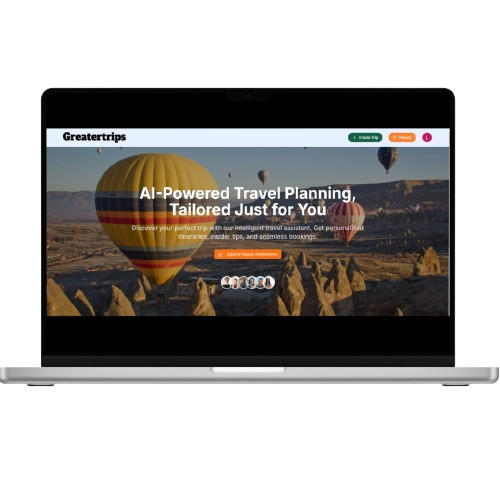 Greatertrips
+ Create Trip
History
L
AI-Powered Travel Planning,
Tailored Just for You
Discover your perfect trip with our intelligent travel assistant. Get personalized
itineraries, insider tips, and seamless bookings.
Explore Popular Destinations